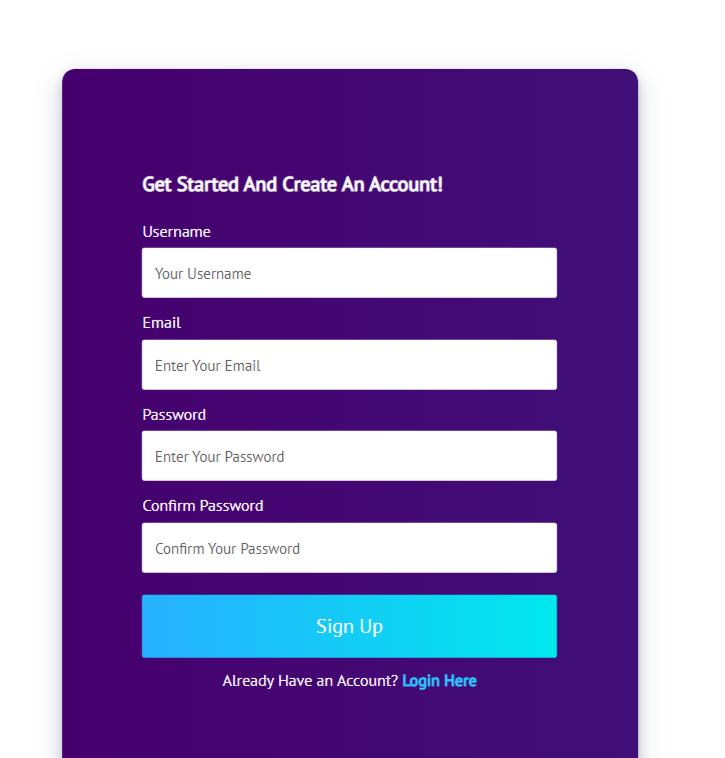 Get Started And Create An Account!
Username
Your Username
Email
Enter Your Email
Password
Enter Your Password
Confirm Password
Confirm Your Password
Sign Up
Already Have an Account? Login Here